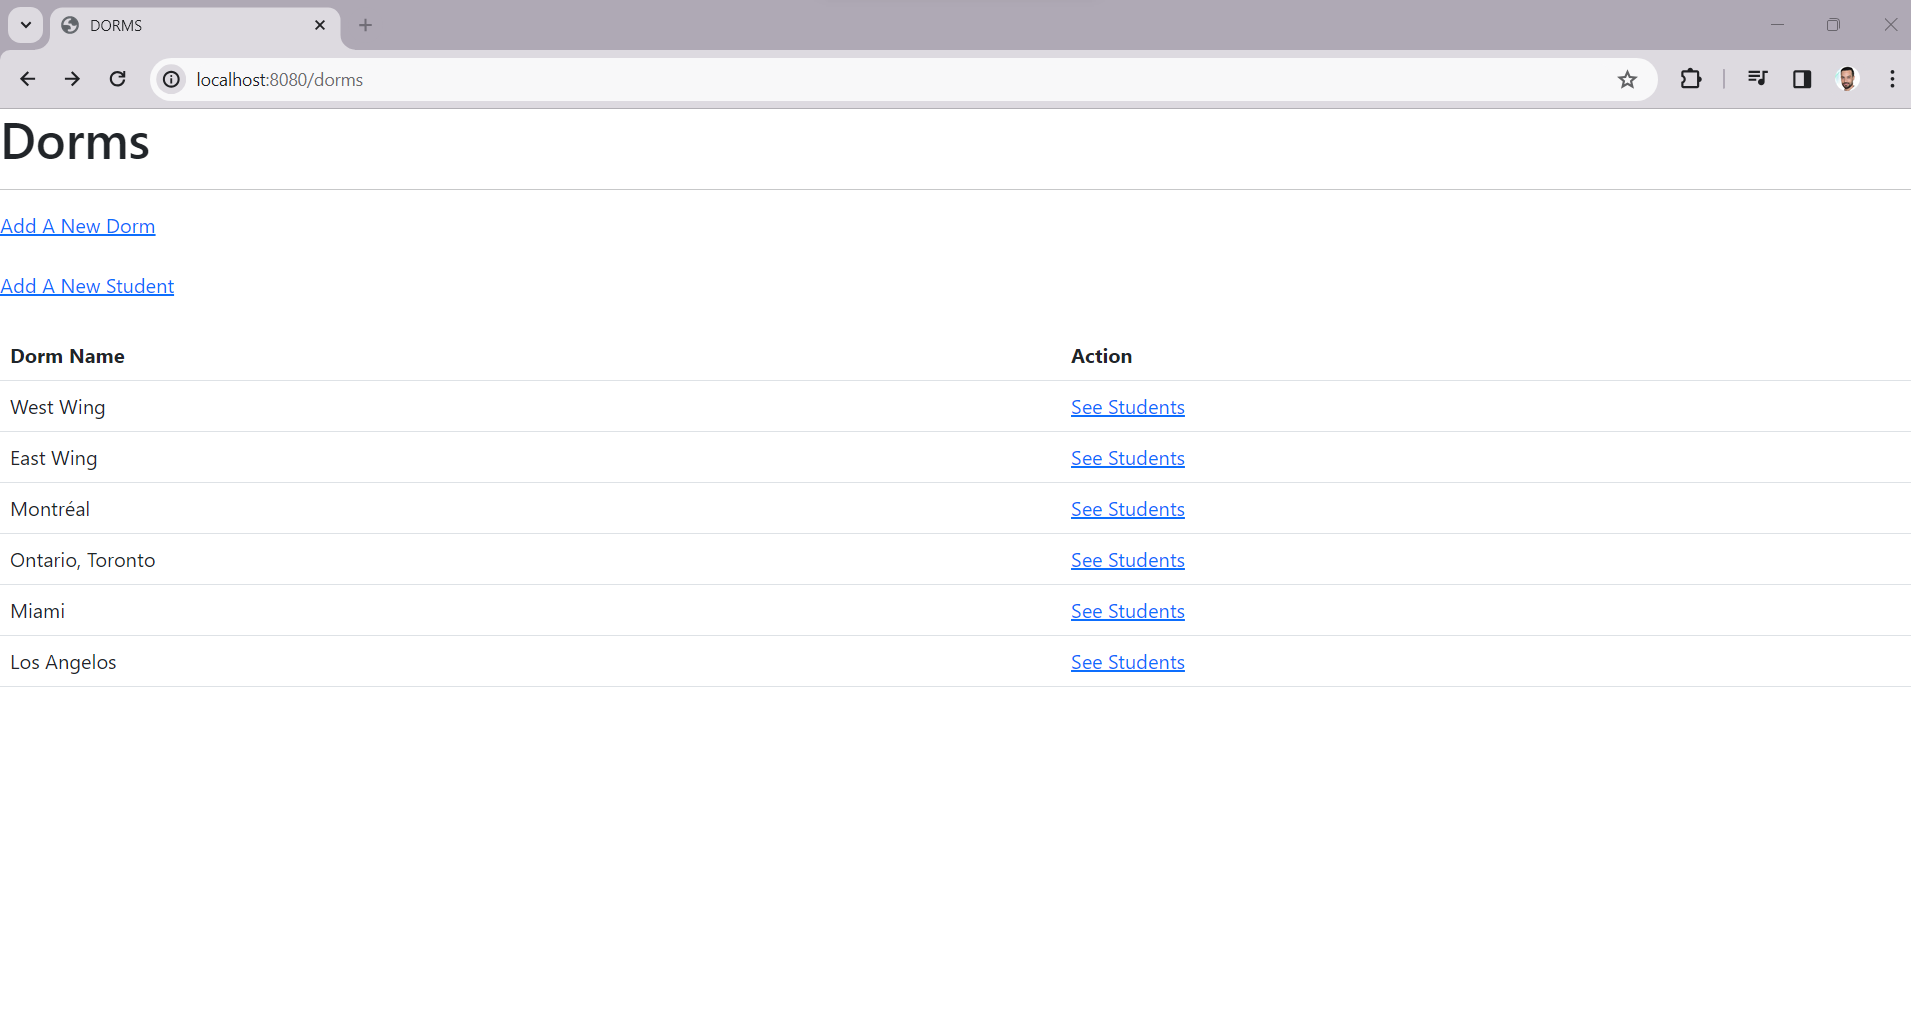 DORMS
localhost:8080/dorms
Dorms
Add A New Dorm
Add A New Student
Dorm Name Action
West Wing See Students
East Wing See Students
Montréal See Students
Ontario, Toronto See Students
Miami See Students
Los Angelos See Students